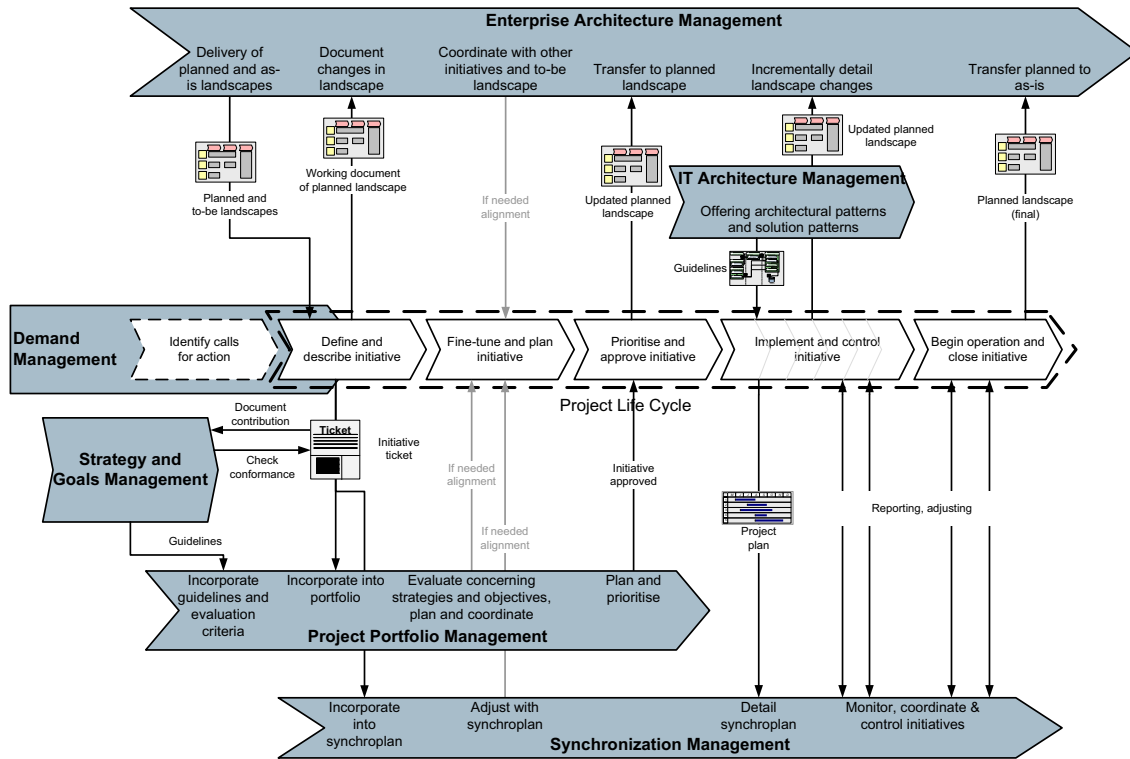 Enterprise Architecture Management
Delivery of
planned and as-
is landscapes
Document
changes in
landscape
Coordinate with other
initiatives and to-be
landscape
Transfer to planned
landscape
Incrementally detail
landscape changes
Transfer planned to
as-is
Planned and
to-be landscapes
Working document
of planned landscape
If needed
alignment
Updated planned
landscape
Updated planned
landscape
IT Architecture Management
Offering architectural patterns
and solution patterns
Guidelines
Planned landscape
(final)
Demand
Management
Identify calls
for action
Define and
describe initiative
Fine-tune and plan
initiative
Prioritise and
approve initiative
Implement and control
initiative
Begin operation and
close initiative
Project Life Cycle
Document
contribution
Ticket
Initiative
ticket
Check
conformance
Strategy and
Goals Management
Guidelines
If needed
alignment
If needed
alignment
Initiative
approved
Project
plan
Reporting, adjusting
Incorporate
guidelines and
evaluation
criteria
Incorporate into
portfolio
Evaluate concerning
strategies and objectives,
plan and coordinate
Plan and
prioritise
Project Portfolio Management
Incorporate
into
synchroplan
Adjust with
synchroplan
Detail
synchroplan
Monitor, coordinate &
control initiatives
Synchronization Management